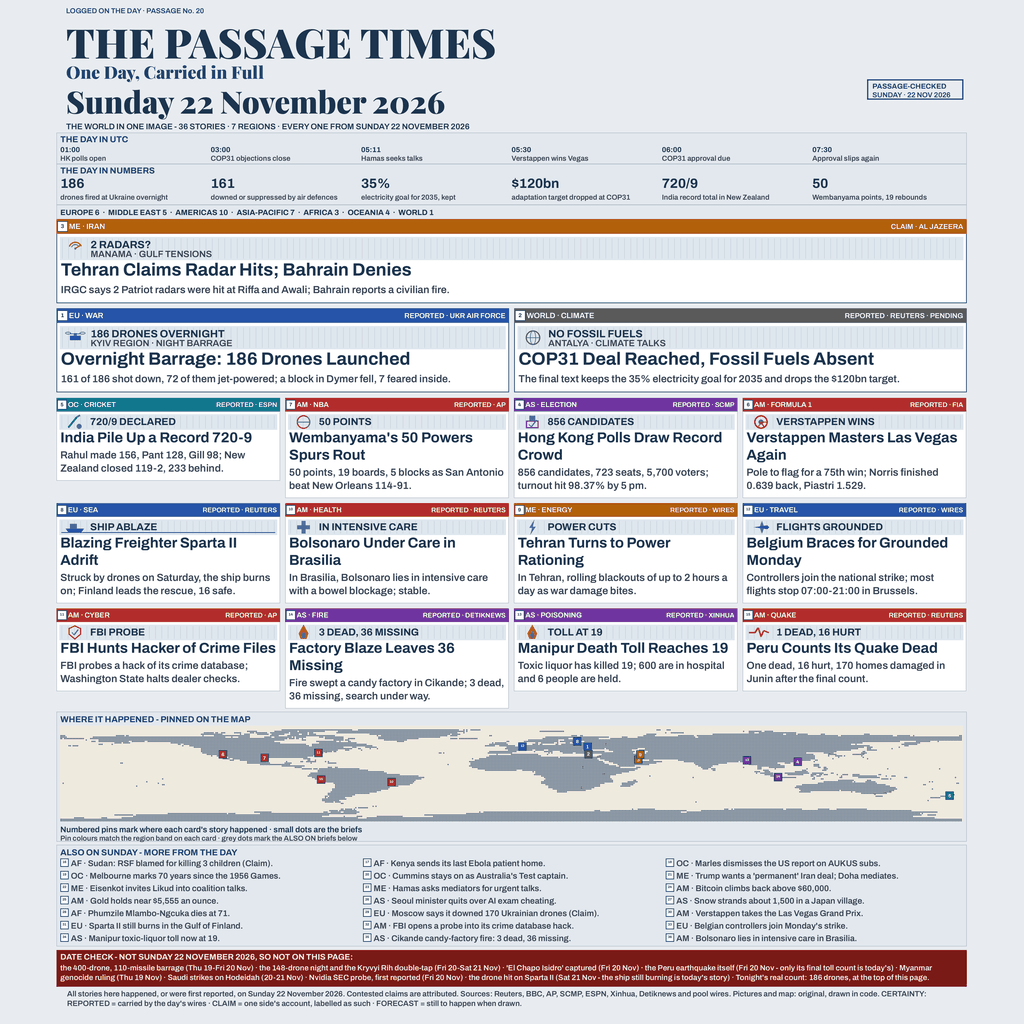 LOGGED ON THE DAY · PASSAGE No. 20
THE PASSAGE TIMES
One Day, Carried in Full
Sunday 22 November 2026
PASSAGE-CHECKED
SUNDAY · 22 NOV 2026
THE WORLD IN ONE IMAGE - 36 STORIES · 7 REGIONS · EVERY ONE FROM SUNDAY 22 NOVEMBER 2026
THE DAY IN UTC
01:00 03:00 05:11 05:30 06:00 07:30
HK polls open COP31 objections close Hamas seeks talks Verstappen wins Vegas COP31 approval due Approval slips again
THE DAY IN NUMBERS
186 161 35% $120bn 720/9 50
drones fired at Ukraine overnight downed or suppressed by air defences electricity goal for 2035, kept adaptation target dropped at COP31 India record total in New Zealand Wembanyama points, 19 rebounds
EUROPE 6 · MIDDLE EAST 5 · AMERICAS 10 · ASIA-PACIFIC 7 · AFRICA 3 · OCEANIA 4 · WORLD 1
3 ME · IRAN CLAIM · AL JAZEERA
2 RADARS?
MANAMA · GULF TENSIONS
Tehran Claims Radar Hits; Bahrain Denies
IRGC says 2 Patriot radars were hit at Riffa and Awali; Bahrain reports a civilian fire.
1 EU · WAR REPORTED · UKR AIR FORCE
186 DRONES OVERNIGHT
KYIV REGION · NIGHT BARRAGE
Overnight Barrage: 186 Drones Launched
161 of 186 shot down, 72 of them jet-powered; a block in Dymer fell, 7 feared inside.
2 WORLD · CLIMATE REPORTED · REUTERS · PENDING
NO FOSSIL FUELS
ANTALYA · CLIMATE TALKS
COP31 Deal Reached, Fossil Fuels Absent
The final text keeps the 35% electricity goal for 2035 and drops the $120bn target.
OC · CRICKET REPORTED · ESPN
720/9 DECLARED
India Pile Up a Record 720-9
Rahul made 156, Pant 128, Gill 98; New
Zealand closed 119-2, 233 behind.
7 AM · NBA REPORTED · AP
50 POINTS
Wembanyama's 50 Powers
Spurs Rout
50 points, 19 boards, 5 blocks as San Antonio
beat New Orleans 114-91.
AS · ELECTION REPORTED · SCMP
856 CANDIDATES
Hong Kong Polls Draw Record
Crowd
856 candidates, 723 seats, 5,700 voters;
turnout hit 98.37% by 5 pm.
AM · FORMULA 1 REPORTED · FIA
VERSTAPPEN WINS
Verstappen Masters Las Vegas
Again
Pole to flag for a 75th win; Norris finished
0.639 back, Piastri 1.529.
EU · SEA REPORTED · REUTERS
SHIP ABLAZE
Blazing Freighter Sparta II
Adrift
Struck by drones on Saturday, the ship burns
on; Finland leads the rescue, 16 safe.
AM · HEALTH REPORTED · REUTERS
IN INTENSIVE CARE
Bolsonaro Under Care in
Brasilia
In Brasilia, Bolsonaro lies in intensive care
with a bowel blockage; stable.
ME · ENERGY REPORTED · WIRES
POWER CUTS
Tehran Turns to Power
Rationing
In Tehran, rolling blackouts of up to 2 hours a
day as war damage bites.
EU · TRAVEL REPORTED · WIRES
FLIGHTS GROUNDED
Belgium Braces for Grounded
Monday
Controllers join the national strike; most
flights stop 07:00-21:00 in Brussels.
AM · CYBER REPORTED · AP
FBI PROBE
FBI Hunts Hacker of Crime Files
FBI probes a hack of its crime database;
Washington State halts dealer checks.
AS · FIRE REPORTED · DETIKNEWS
3 DEAD, 36 MISSING
Factory Blaze Leaves 36
Missing
Fire swept a candy factory in Cikande; 3 dead,
36 missing, search under way.
AS · POISONING REPORTED · XINHUA
TOLL AT 19
Manipur Death Toll Reaches 19
Toxic liquor has killed 19; 600 are in hospital
and 6 people are held.
AM · QUAKE REPORTED · REUTERS
1 DEAD, 16 HURT
Peru Counts Its Quake Dead
One dead, 16 hurt, 170 homes damaged in
Junin after the final count.
WHERE IT HAPPENED - PINNED ON THE MAP
Numbered pins mark where each card's story happened · small dots are the briefs
Pin colours match the region band on each card · grey dots mark the ALSO ON briefs below
ALSO ON SUNDAY - MORE FROM THE DAY
AF · Sudan: RSF blamed for killing 3 children (Claim). AF · Kenya sends its last Ebola patient home. OC · Marles dismisses the US report on AUKUS subs.
OC · Melbourne marks 70 years since the 1956 Games. OC · Cummins stays on as Australia's Test captain. ME · Trump wants a 'permanent' Iran deal; Doha mediates.
ME · Eisenkot invites Likud into coalition talks. ME · Hamas asks mediators for urgent talks. AM · Bitcoin climbs back above $60,000.
AM · Gold holds near $5,555 an ounce. AS · Seoul minister quits over AI exam cheating. AS · Snow strands about 1,500 in a Japan village.
AF · Phumzile Mlambo-Ngcuka dies at 71. EU · Moscow says it downed 170 Ukrainian drones (Claim). AM · Verstappen takes the Las Vegas Grand Prix.
EU · Sparta II still burns in the Gulf of Finland. AM · FBI opens a probe into its crime database hack. EU · Belgian controllers join Monday's strike.
AS · Manipur toxic-liquor toll now at 19. AS · Cikande candy-factory fire: 3 dead, 36 missing. AM · Bolsonaro lies in intensive care in Brasilia.
DATE CHECK - NOT SUNDAY 22 NOVEMBER 2026, SO NOT ON THIS PAGE:
the 400-drone, 110-missile barrage (Thu 19-Fri 20 Nov) · the 148-drone night and the Kryvyi Rih double-tap (Fri 20-Sat 21 Nov) · 'El Chapo Isidro' captured (Fri 20 Nov) · the Peru earthquake itself (Fri 20 Nov - only its final toll count is today's) · Myanmar
genocide ruling (Thu 19 Nov) · Saudi strikes on Hodeidah (20-21 Nov) · Nvidia SEC probe, first reported (Fri 20 Nov) · the drone hit on Sparta II (Sat 21 Nov - the ship still burning is today's story) · Tonight's real count: 186 drones, at the top of this page.
All stories here happened, or were first reported, on Sunday 22 November 2026. Contested claims are attributed. Sources: Reuters, BBC, AP, SCMP, ESPN, Xinhua, Detiknews and pool wires. Pictures and map: original, drawn in code. CERTAINTY:
REPORTED = carried by the day's wires · CLAIM = one side's account, labelled as such · FORECAST = still to happen when drawn.